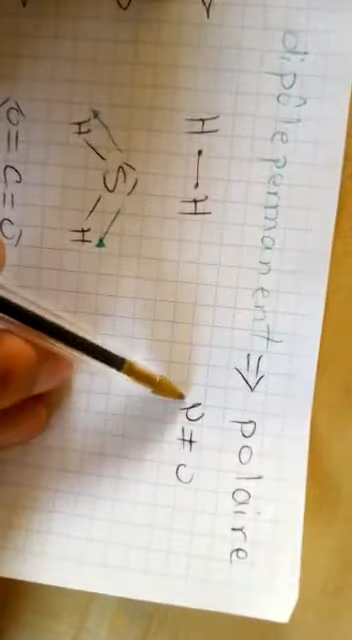 dipôle permanent ⇒ polaire
H — H
μ ≠ 0
S
H H
O = C = O